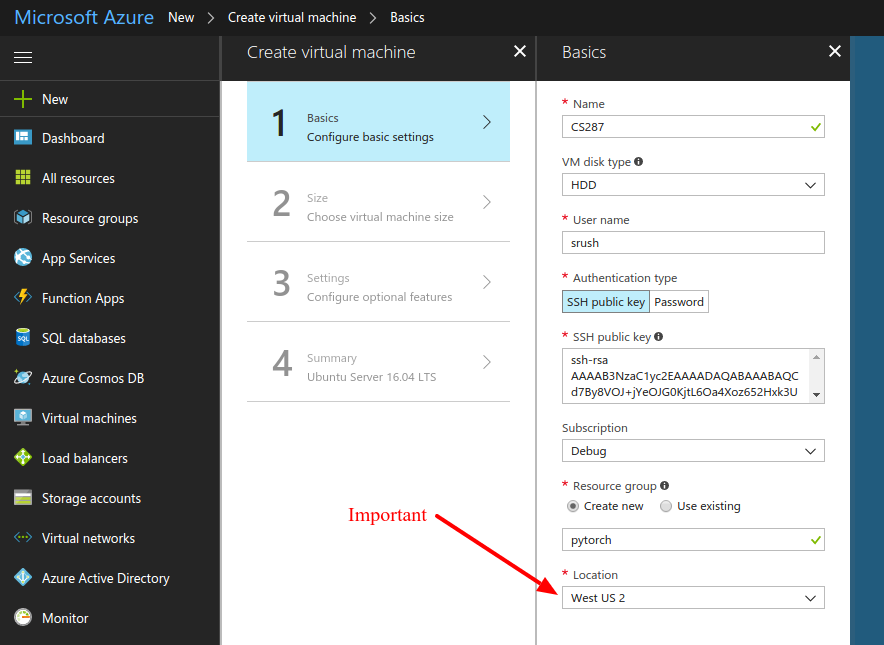 Microsoft Azure New > Create virtual machine > Basics
New
Dashboard
All resources
Resource groups
App Services
Function Apps
SQL databases
Azure Cosmos DB
Virtual machines
Load balancers
Storage accounts
Virtual networks
Azure Active Directory
Monitor
Create virtual machine
1 Basics
Configure basic settings
2 Size
Choose virtual machine size
3 Settings
Configure optional features
4 Summary
Ubuntu Server 16.04 LTS
Important
Basics
* Name
CS287
VM disk type
HDD
* User name
srush
* Authentication type
SSH public key Password
* SSH public key
ssh-rsa
AAAAB3NzaC1yc2EAAAADAQABAAABAQC
d7By8VOJ+jYeOJG0KjtL6Oa4Xoz652Hxk3U
Subscription
Debug
* Resource group
Create new Use existing
pytorch
* Location
West US 2